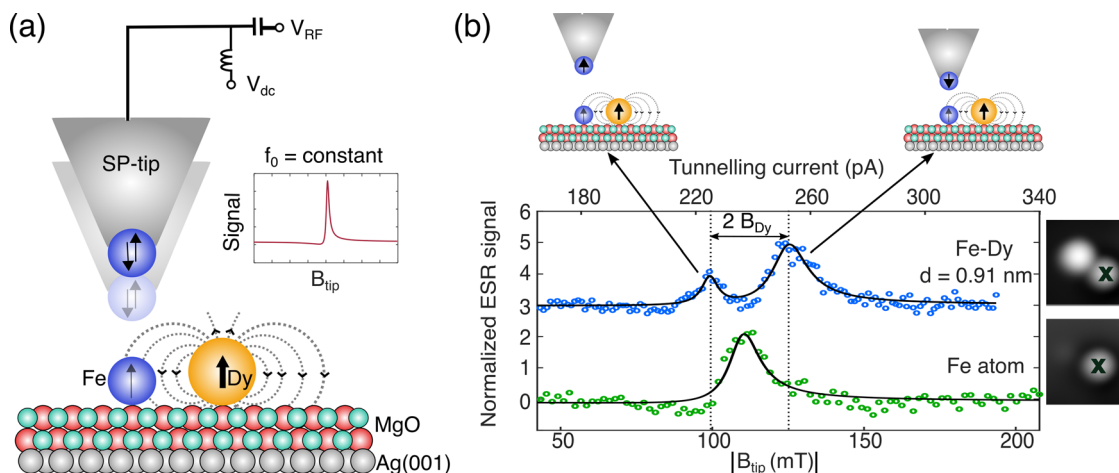 (a)
V_RF
V_dc
SP-tip
f_0 = constant
Signal
B_tip
Fe
Dy
MgO
Ag(001)
(b)
Tunnelling current (pA)
180 220 260 300 340
Normalized ESR signal
6
5
4
3
2
1
0
2 B_Dy
Fe-Dy
d = 0.91 nm
x
Fe atom
x
50 100 150 200
|B_tip (mT)|